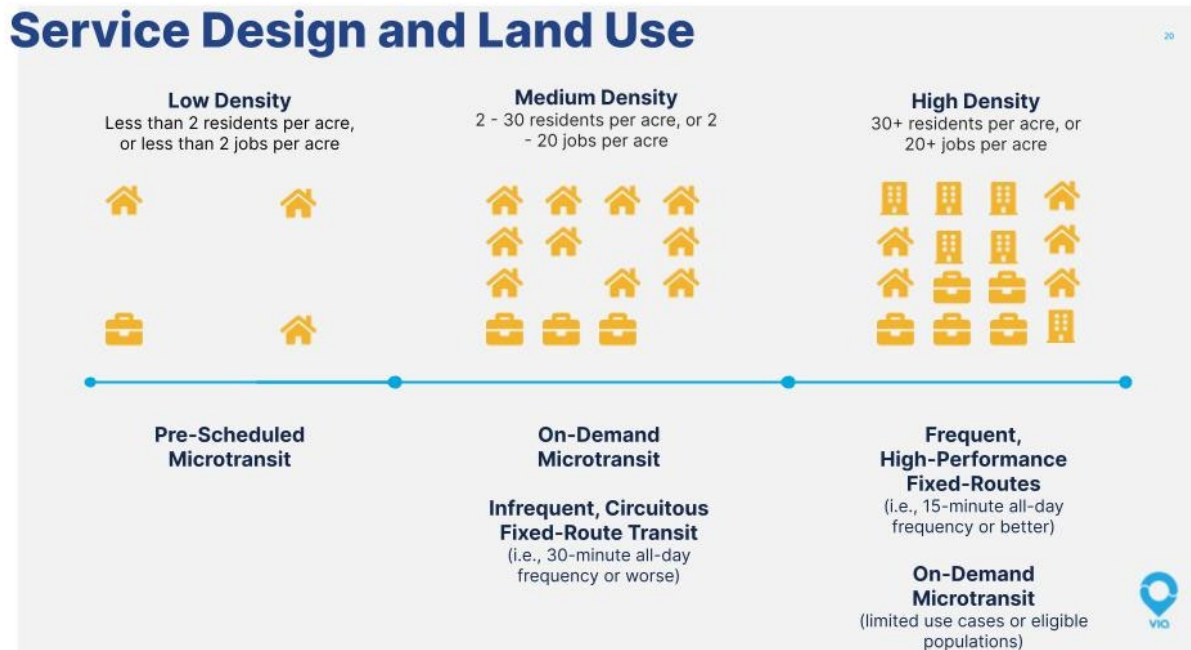 Service Design and Land Use
20
Low Density
Less than 2 residents per acre,
or less than 2 jobs per acre
Medium Density
2 - 30 residents per acre, or 2
- 20 jobs per acre
High Density
30+ residents per acre, or
20+ jobs per acre
Pre-Scheduled
Microtransit
On-Demand
Microtransit
Infrequent, Circuitous
Fixed-Route Transit
(i.e., 30-minute all-day
frequency or worse)
Frequent,
High-Performance
Fixed-Routes
(i.e., 15-minute all-day
frequency or better)
On-Demand
Microtransit
(limited use cases or eligible
populations)
via